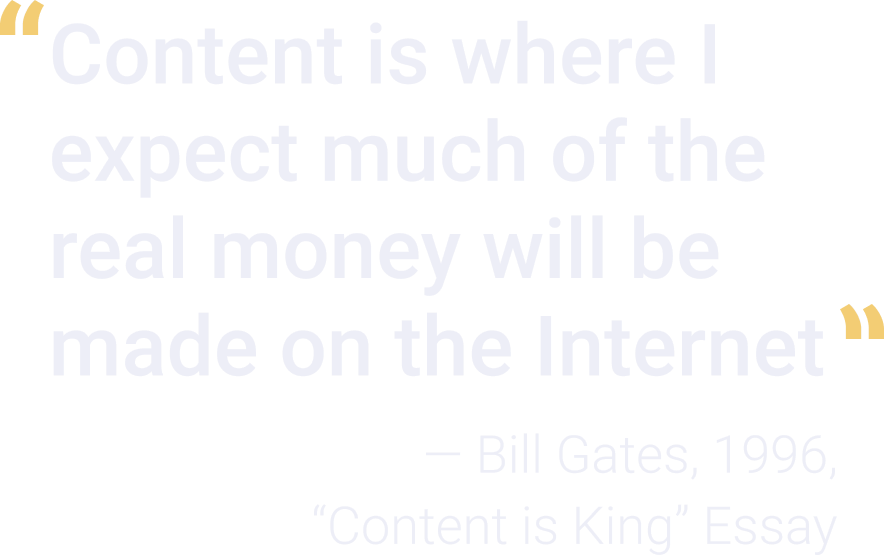 “Content is where I
expect much of the
real money will be
made on the Internet”
— Bill Gates, 1996,
“Content is King” Essay